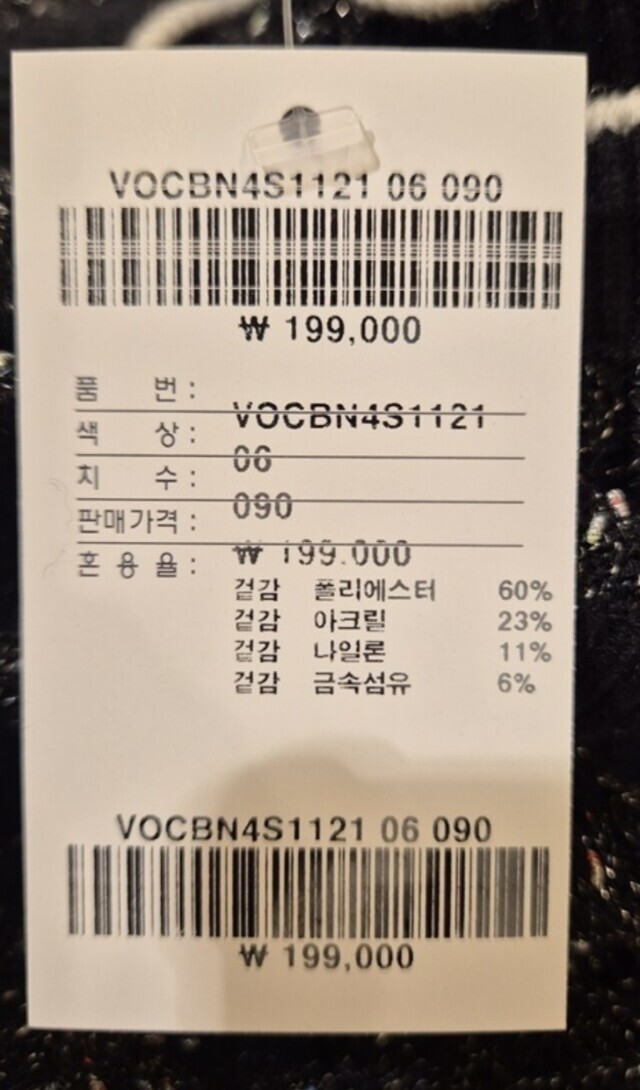 VOCBN4S1121 06 090
₩ 199,000
품 번 : VOCBN4S1121
색 상 : 06
치 수 : 090
판매가격 : ₩ 199.000
혼 용 율 :
겉감 폴리에스터 60%
겉감 아크릴 23%
겉감 나일론 11%
겉감 금속섬유 6%
VOCBN4S1121 06 090
₩ 199,000